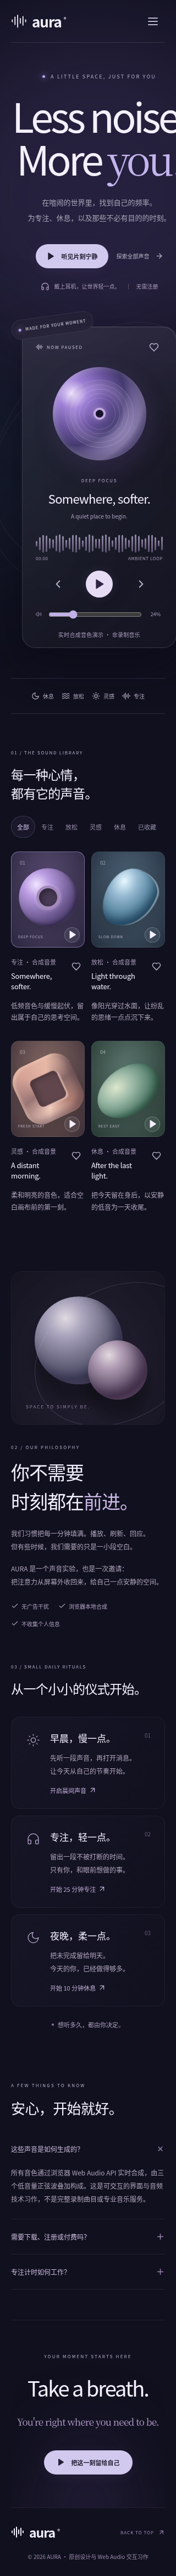 aura
A LITTLE SPACE, JUST FOR YOU
Less noise
More you.
在喧闹的世界里，找到自己的频率。
为专注、休息，以及那些不必有目的的时刻。
听见片刻宁静
探索全部声音
戴上耳机，让世界轻一点。
无需注册
MADE FOR YOUR MOMENT
NOW PAUSED
DEEP FOCUS
Somewhere, softer.
A quiet place to begin.
00:00
AMBIENT LOOP
24%
实时合成音色演示 · 非录制音乐
休息
放松
灵感
专注
01 / THE SOUND LIBRARY
每一种心情，
都有它的声音。
全部
专注
放松
灵感
休息
已收藏
01
DEEP FOCUS
02
SLOW DOWN
专注 · 合成音景
Somewhere,
softer.
低频音色与缓慢起伏，留
出属于自己的思考空间。
放松 · 合成音景
Light through
water.
像阳光穿过水面，让纷乱
的思绪一点点沉下来。
03
FRESH START
04
REST EASY
灵感 · 合成音景
A distant
morning.
柔和明亮的音色，适合空
白画布前的第一刻。
休息 · 合成音景
After the last
light.
把今天留在身后，以安静
的低音为一天收尾。
SPACE TO SIMPLY BE
02 / OUR PHILOSOPHY
你不需要
时刻都在前进。
我们习惯把每一分钟填满。播放、刷新、回应。
但有些时候，我们需要的只是一小段空白。
AURA 是一个声音实验，也是一次邀请：
把注意力从屏幕外收回来，给自己一点安静的空间。
无广告干扰
浏览器本地合成
不收集个人信息
03 / SMALL DAILY RITUALS
从一个小小的仪式开始。
早晨，慢一点。
01
先听一段声音，再打开消息。
让今天从自己的节奏开始。
开启晨间声音
专注，轻一点。
02
留出一段不被打断的时间。
只有你，和眼前想做的事。
开始 25 分钟专注
夜晚，柔一点。
03
把未完成留给明天。
今天的你，已经做得够多。
开始 10 分钟休息
想听多久，都由你决定。
A FEW THINGS TO KNOW
安心，开始就好。
这些声音是如何生成的？
所有音色通过浏览器 Web Audio API 实时合成，由三
个低音量正弦波叠加构成。这是可交互的界面与音频
技术习作，不是完整录制曲目或专业音乐服务。
需要下载、注册或付费吗？
专注计时如何工作？
YOUR MOMENT STARTS HERE
Take a breath.
You're right where you need to be.
把这一刻留给自己
aura
BACK TO TOP
© 2026 AURA · 原创设计与 Web Audio 交互习作